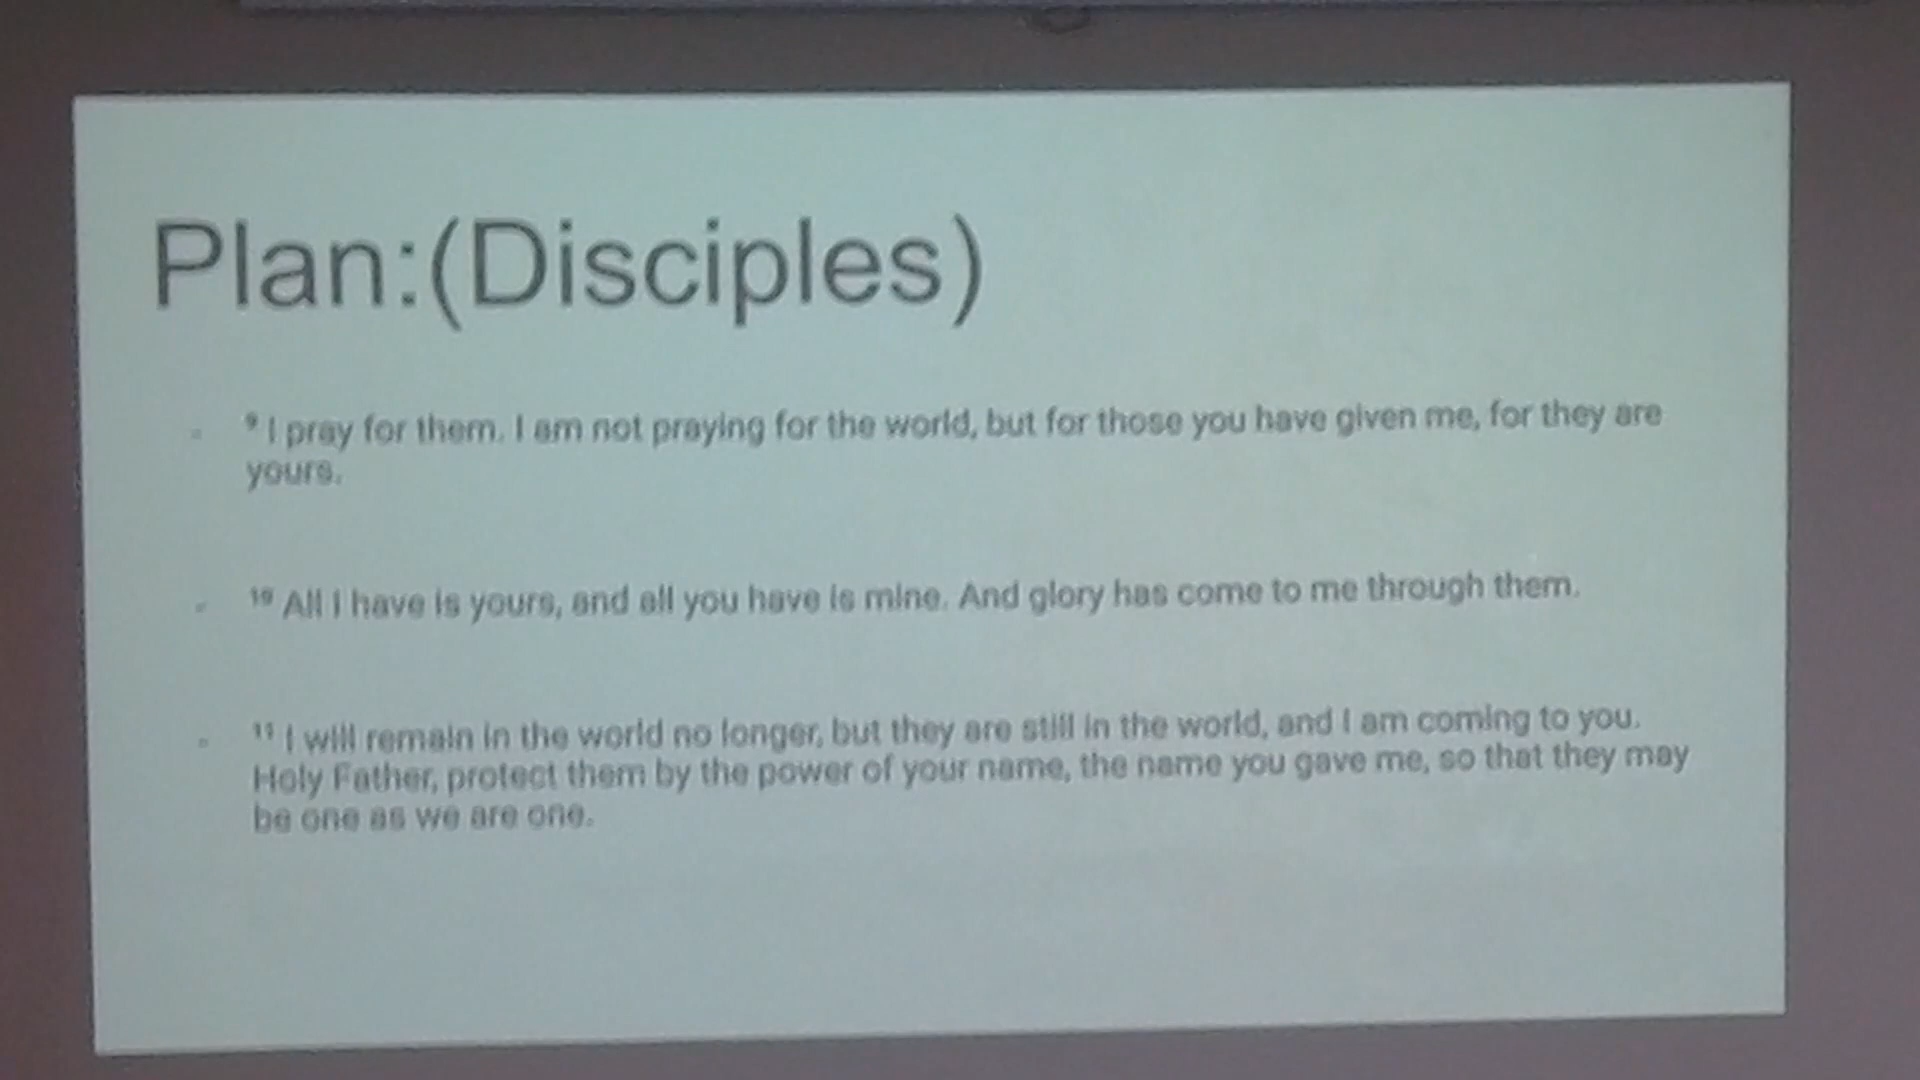 Plan:(Disciples)
⁹ I pray for them. I am not praying for the world, but for those you have given me, for they are
yours.
¹⁰ All I have is yours, and all you have is mine. And glory has come to me through them.
¹¹ I will remain in the world no longer, but they are still in the world, and I am coming to you.
Holy Father, protect them by the power of your name, the name you gave me, so that they may
be one as we are one.